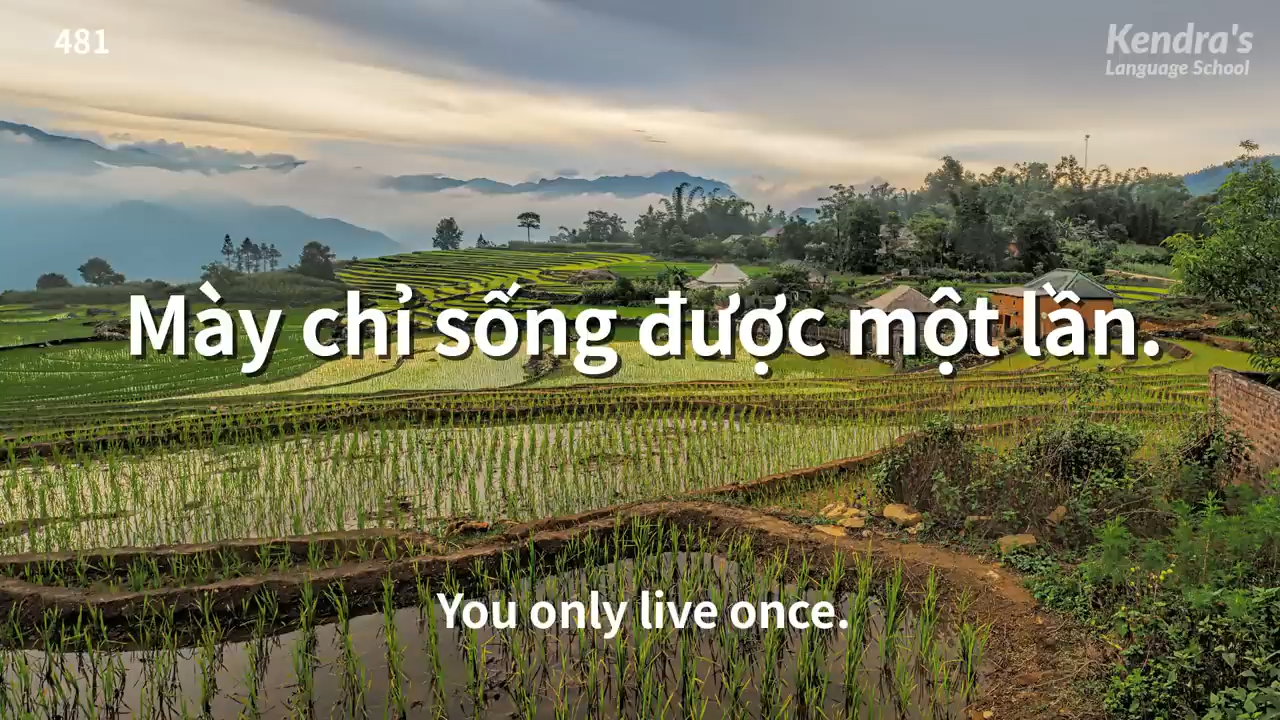 481
Kendra's
Language School
Mày chỉ sống được một lần.
You only live once.